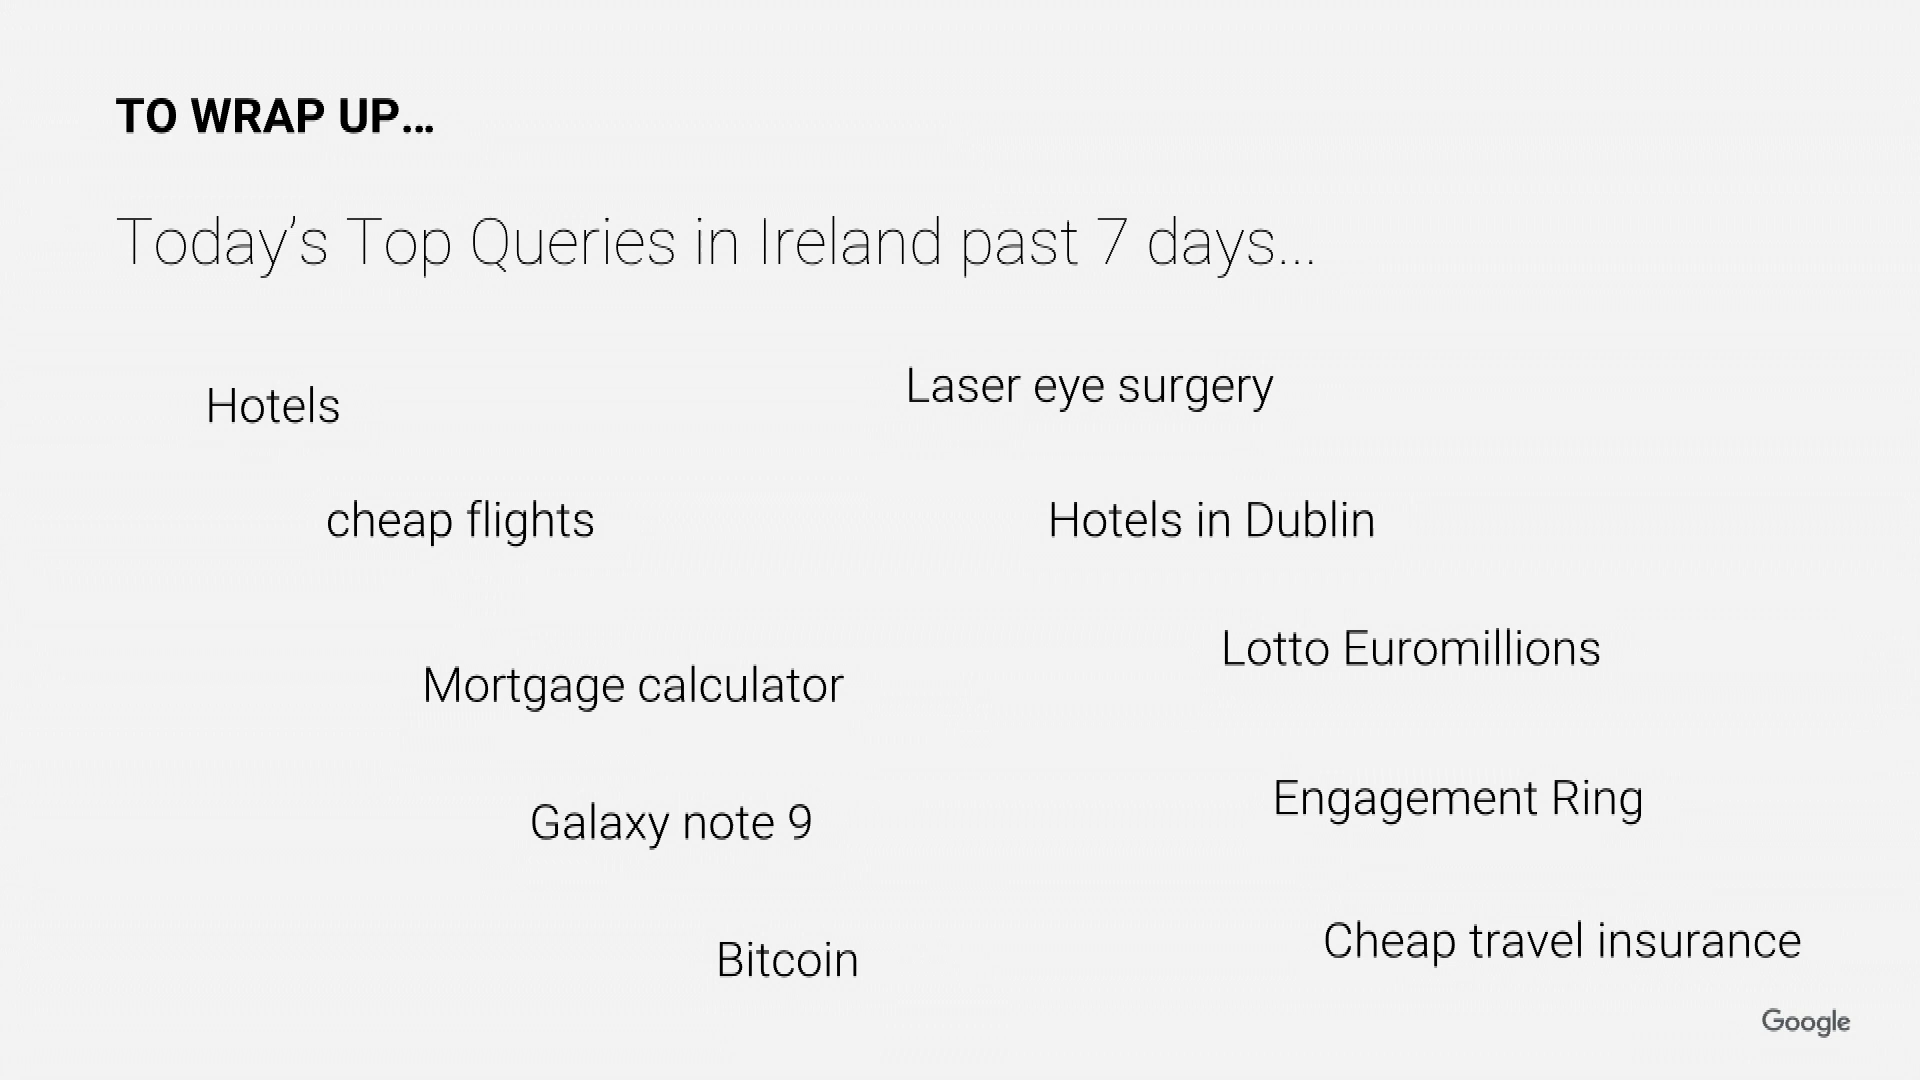 TO WRAP UP...
Today's Top Queries in Ireland past 7 days...
Hotels
cheap flights
Mortgage calculator
Galaxy note 9
Bitcoin
Laser eye surgery
Hotels in Dublin
Lotto Euromillions
Engagement Ring
Cheap travel insurance
Google